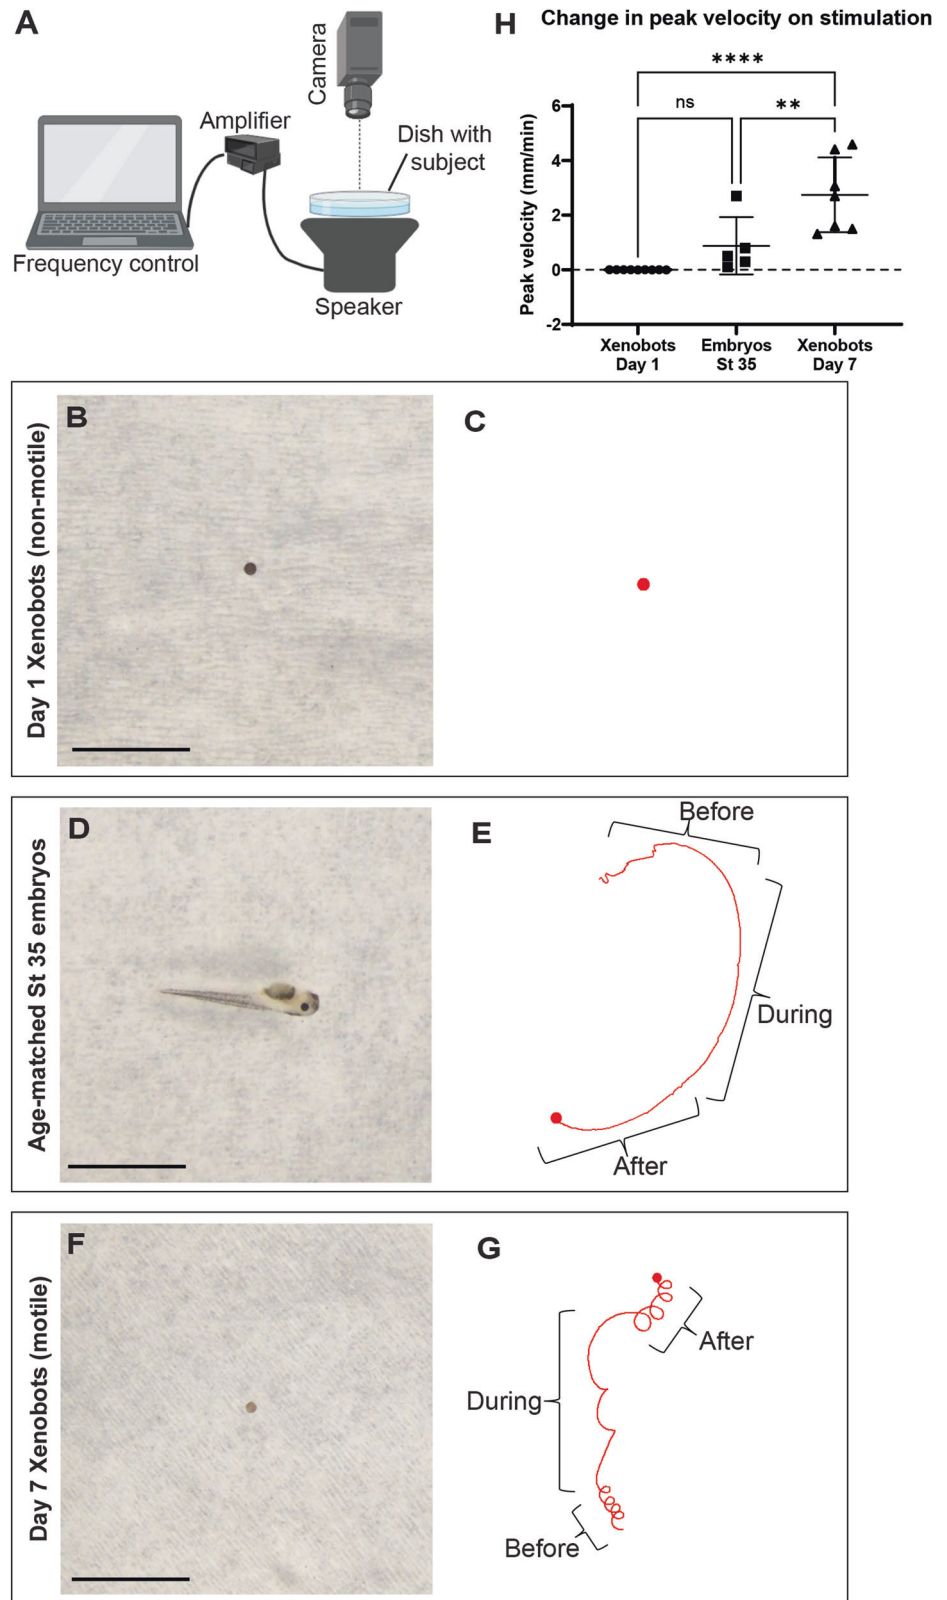 A
Camera
Amplifier
Dish with
subject
Frequency control
Speaker
H
Change in peak velocity on stimulation
****
ns
**
Peak velocity (mm/min)
6
4
2
0
-2
Xenobots
Day 1
Embryos
St 35
Xenobots
Day 7
Day 1 Xenobots (non-motile)
B
C
Age-matched St 35 embryos
D
E
Before
During
After
Day 7 Xenobots (motile)
F
G
After
During
Before